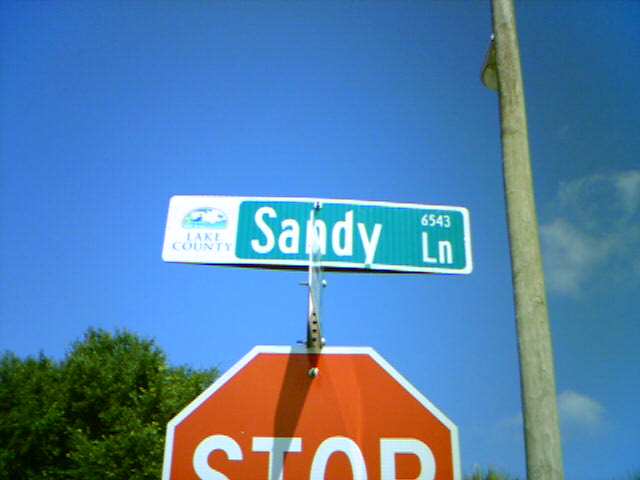 LAKE
COUNTY
Sandy
6543
Ln
STOP